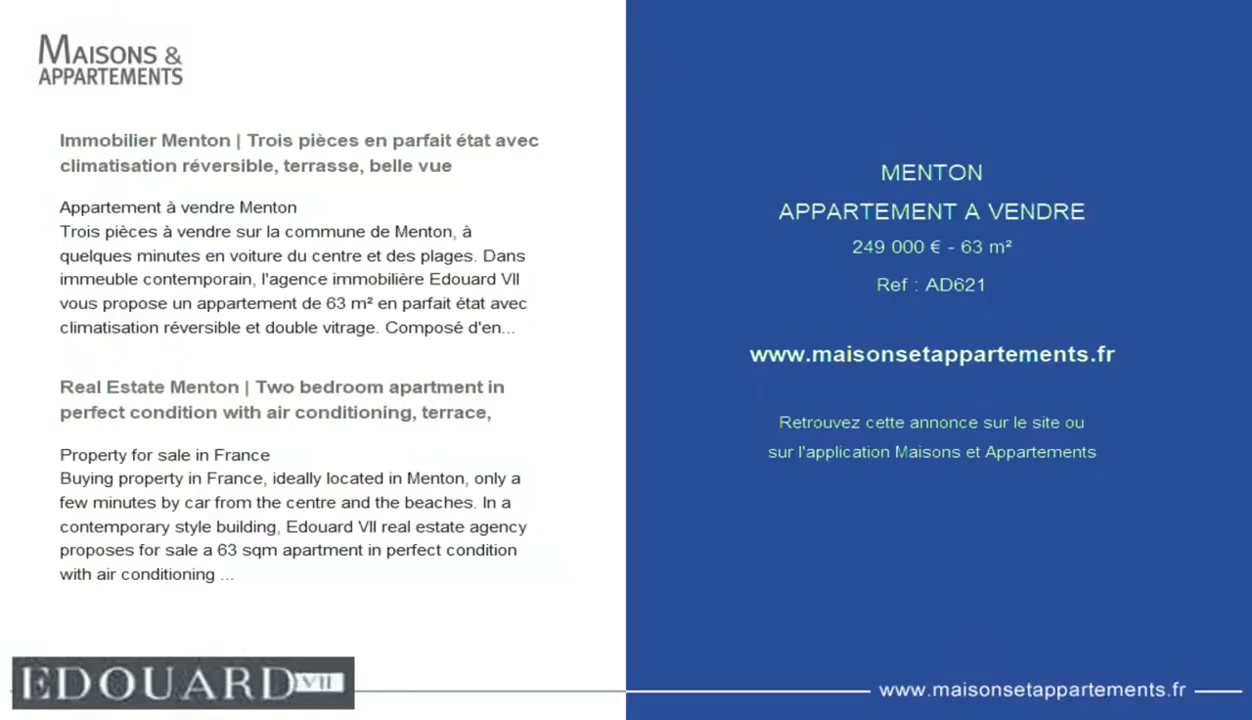 MAISONS &
APPARTEMENTS
Immobilier Menton | Trois pièces en parfait état avec
climatisation réversible, terrasse, belle vue
Appartement à vendre Menton
Trois pièces à vendre sur la commune de Menton, à
quelques minutes en voiture du centre et des plages. Dans
immeuble contemporain, l'agence immobilière Edouard VII
vous propose un appartement de 63 m² en parfait état avec
climatisation réversible et double vitrage. Composé d'en...
Real Estate Menton | Two bedroom apartment in
perfect condition with air conditioning, terrace,
Property for sale in France
Buying property in France, ideally located in Menton, only a
few minutes by car from the centre and the beaches. In a
contemporary style building, Edouard VII real estate agency
proposes for sale a 63 sqm apartment in perfect condition
with air conditioning ...
EDOUARD VII
MENTON
APPARTEMENT A VENDRE
249 000 € - 63 m²
Ref : AD621
www.maisonsetappartements.fr
Retrouvez cette annonce sur le site ou
sur l'application Maisons et Appartements
www.maisonsetappartements.fr